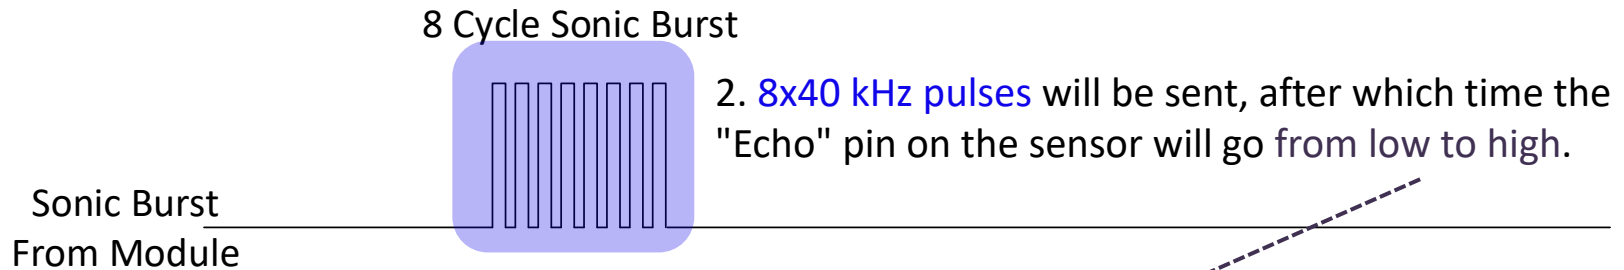 8 Cycle Sonic Burst
2. 8x40 kHz pulses will be sent, after which time the
"Echo" pin on the sensor will go from low to high.
Sonic Burst
From Module